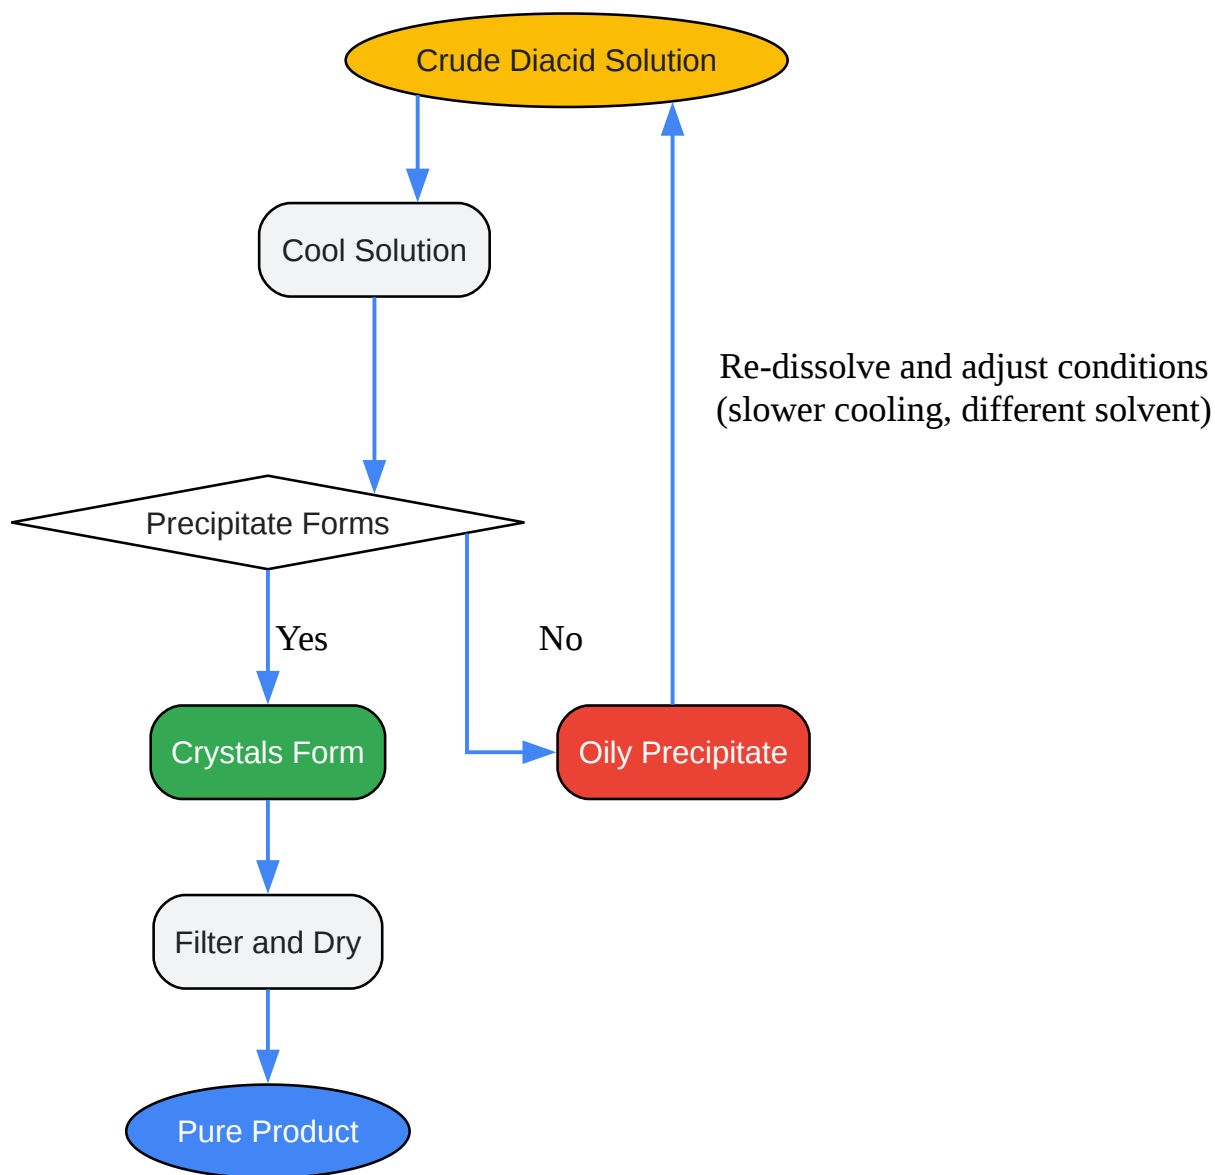 Crude Diacid Solution
Cool Solution
Re-dissolve and adjust conditions
(slower cooling, different solvent)
Precipitate Forms
Yes
No
Crystals Form
Oily Precipitate
Filter and Dry
Pure Product